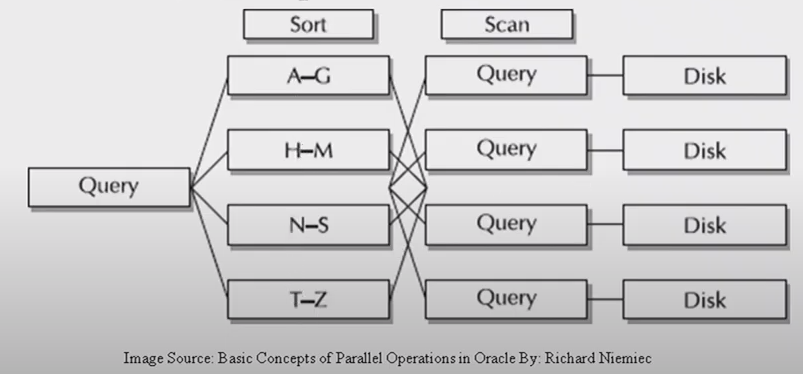 Sort Scan
A–G Query Disk
H–M Query Disk
Query
N–S Query Disk
T–Z Query Disk
Image Source: Basic Concepts of Parallel Operations in Oracle By: Richard Niemiec